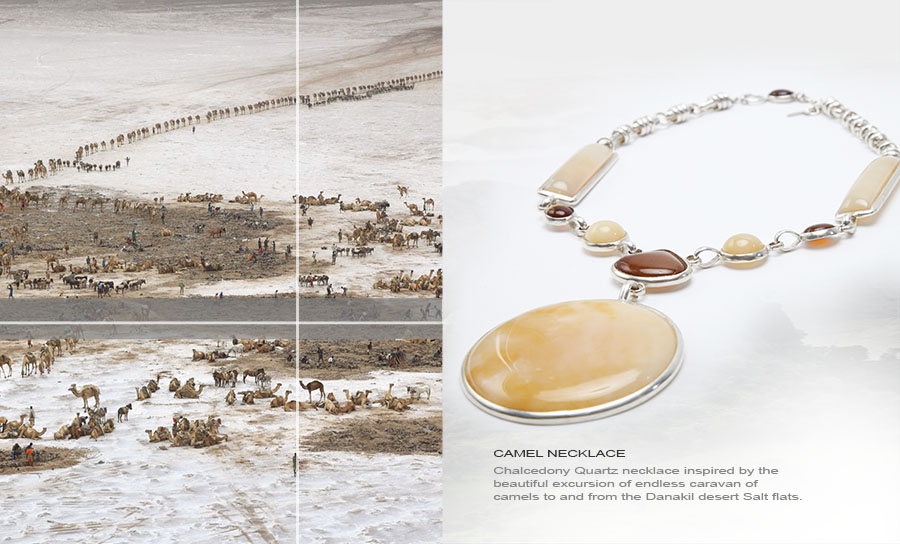 CAMEL NECKLACE
Chalcedony Quartz necklace inspired by the
beautiful excursion of endless caravan of
camels to and from the Danakil desert Salt flats.